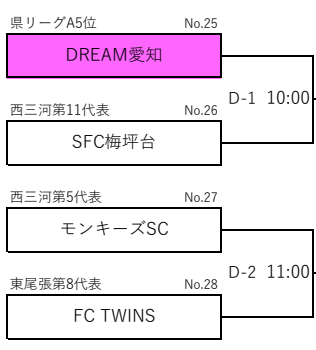 県リーグA5位 No.25
DREAM愛知
D-1 10:00
西三河第11代表 No.26
SFC梅坪台
西三河第5代表 No.27
モンキーズSC
D-2 11:00
東尾張第8代表 No.28
FC TWINS